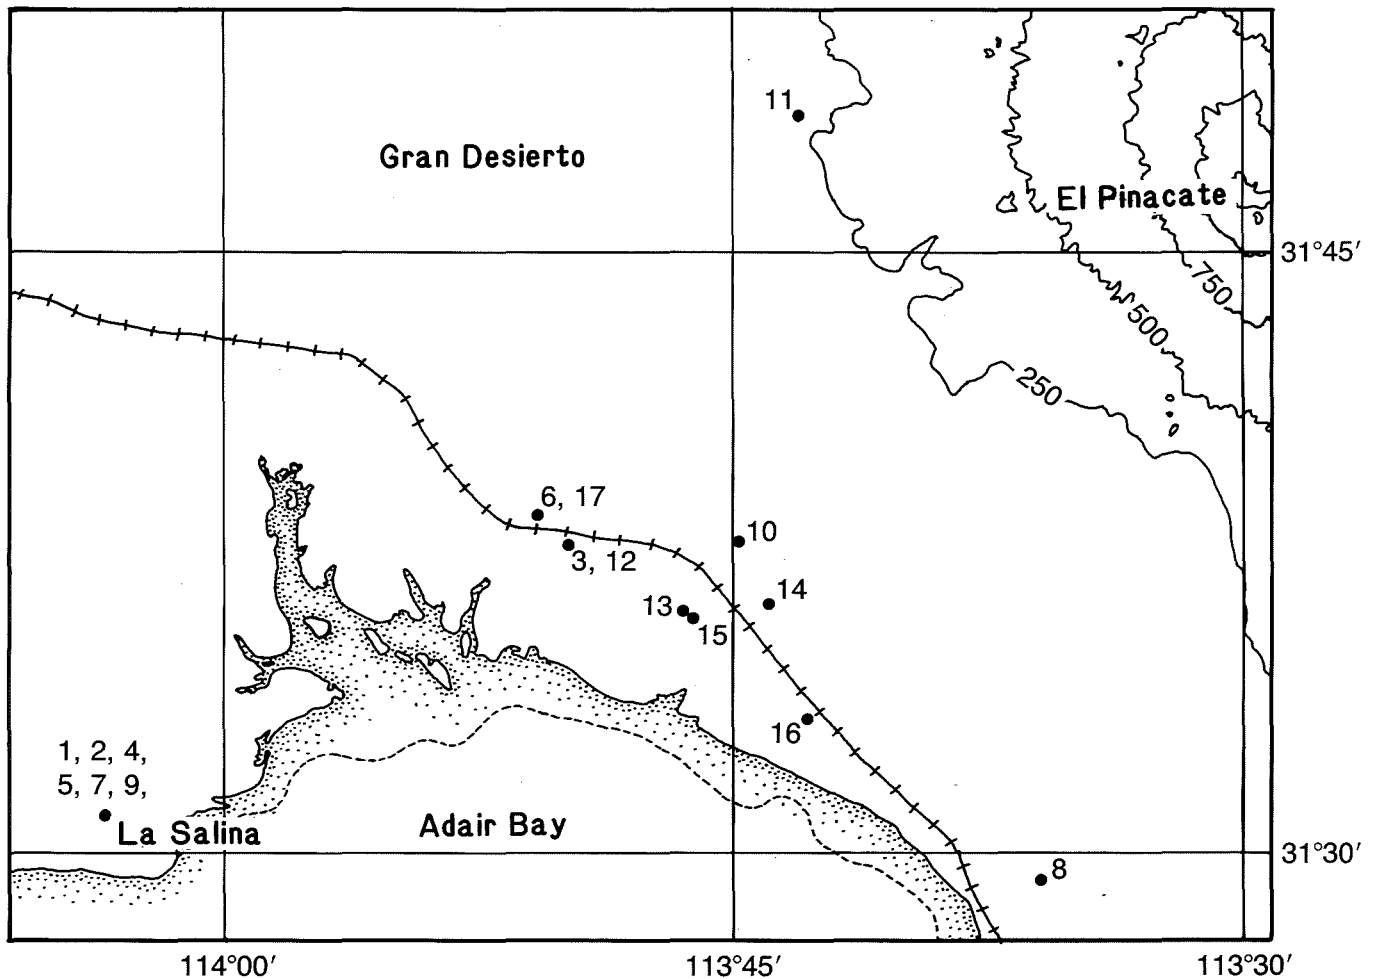 11
Gran Desierto
El Pinacate
31°45′
750
500
250
6, 17
10
3, 12
14
13
15
16
1, 2, 4,
5, 7, 9,
La Salina
Adair Bay
31°30′
8
114°00′
113°45′
113°30′